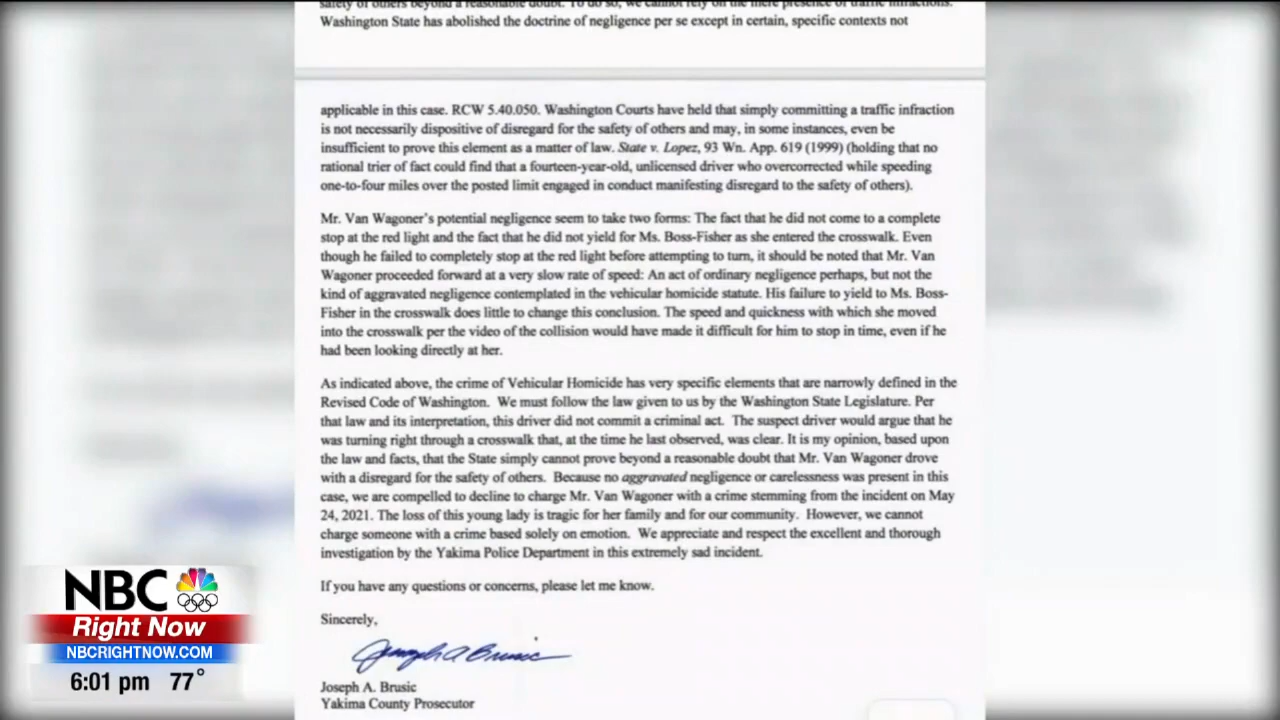 safety of others beyond a reasonable doubt. To do so, we cannot rely on the mere presence of traffic infractions.
Washington State has abolished the doctrine of negligence per se except in certain, specific contexts not
applicable in this case. RCW 5.40.050. Washington Courts have held that simply committing a traffic infraction
is not necessarily dispositive of disregard for the safety of others and may, in some instances, even be
insufficient to prove this element as a matter of law. State v. Lopez, 93 Wn. App. 619 (1999) (holding that no
rational trier of fact could find that a fourteen-year-old, unlicensed driver who overcorrected while speeding
one-to-four miles over the posted limit engaged in conduct manifesting disregard to the safety of others).
Mr. Van Wagoner's potential negligence seem to take two forms: The fact that he did not come to a complete
stop at the red light and the fact that he did not yield for Ms. Boss-Fisher as she entered the crosswalk. Even
though he failed to completely stop at the red light before attempting to turn, it should be noted that Mr. Van
Wagoner proceeded forward at a very slow rate of speed: An act of ordinary negligence perhaps, but not the
kind of aggravated negligence contemplated in the vehicular homicide statute. His failure to yield to Ms. Boss-
Fisher in the crosswalk does little to change this conclusion. The speed and quickness with which she moved
into the crosswalk per the video of the collision would have made it difficult for him to stop in time, even if he
had been looking directly at her.
As indicated above, the crime of Vehicular Homicide has very specific elements that are narrowly defined in the
Revised Code of Washington. We must follow the law given to us by the Washington State Legislature. Per
that law and its interpretation, this driver did not commit a criminal act. The suspect driver would argue that he
was turning right through a crosswalk that, at the time he last observed, was clear. It is my opinion, based upon
the law and facts, that the State simply cannot prove beyond a reasonable doubt that Mr. Van Wagoner drove
with a disregard for the safety of others. Because no aggravated negligence or carelessness was present in this
case, we are compelled to decline to charge Mr. Van Wagoner with a crime stemming from the incident on May
24, 2021. The loss of this young lady is tragic for her family and for our community. However, we cannot
charge someone with a crime based solely on emotion. We appreciate and respect the excellent and thorough
investigation by the Yakima Police Department in this extremely sad incident.
If you have any questions or concerns, please let me know.
Sincerely,
Joseph A Brusic
Joseph A. Brusic
Yakima County Prosecutor
NBC
Right Now
NBCRIGHTNOW.COM
6:01 pm 77°